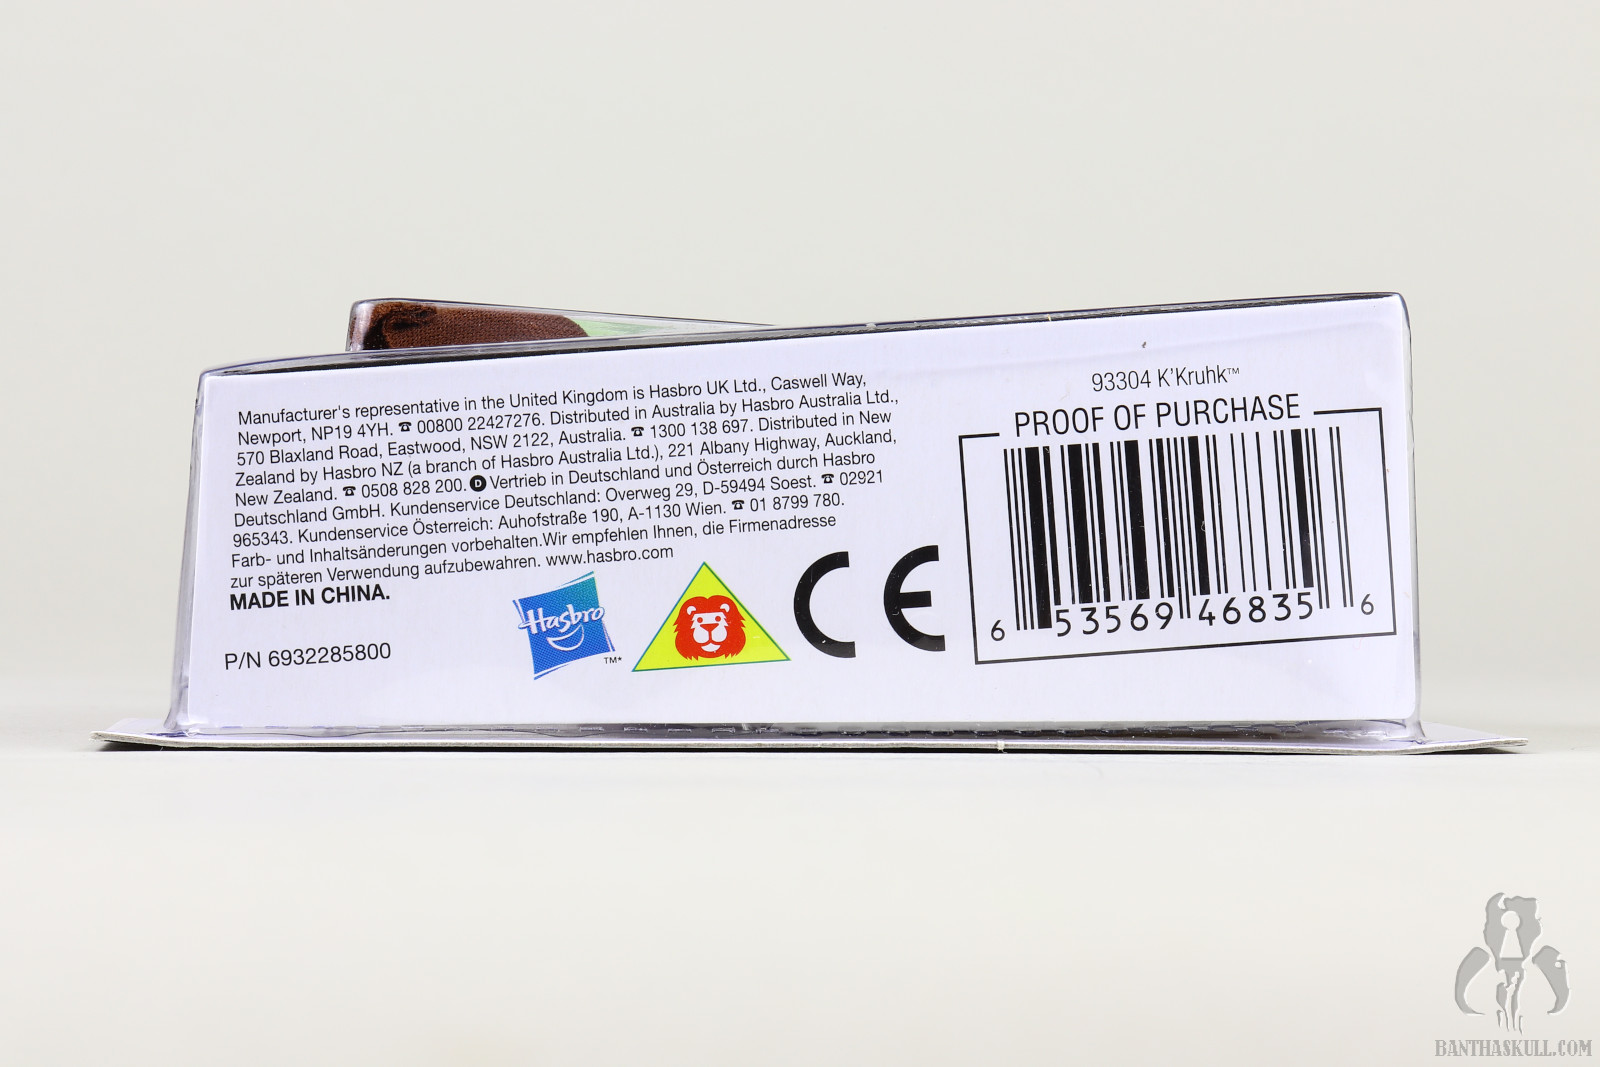 Manufacturer's representative in the United Kingdom is Hasbro UK Ltd., Caswell Way,
Newport, NP19 4YH. ☎ 00800 22427276. Distributed in Australia by Hasbro Australia Ltd.,
570 Blaxland Road, Eastwood, NSW 2122, Australia. ☎ 1300 138 697. Distributed in New
Zealand by Hasbro NZ (a branch of Hasbro Australia Ltd.), 221 Albany Highway, Auckland,
New Zealand. ☎ 0508 828 200. D Vertrieb in Deutschland und Österreich durch Hasbro
Deutschland GmbH. Kundenservice Deutschland: Overweg 29, D-59494 Soest. ☎ 02921
965343. Kundenservice Österreich: Auhofstraße 190, A-1130 Wien. ☎ 01 8799 780.
Farb- und Inhaltsänderungen vorbehalten.Wir empfehlen Ihnen, die Firmenadresse
zur späteren Verwendung aufzubewahren. www.hasbro.com
MADE IN CHINA.
P/N 6932285800
Hasbro
TM*
CE
93304 K'Kruhk™
PROOF OF PURCHASE
6 53569 46835 6
BANTHASKULL.COM